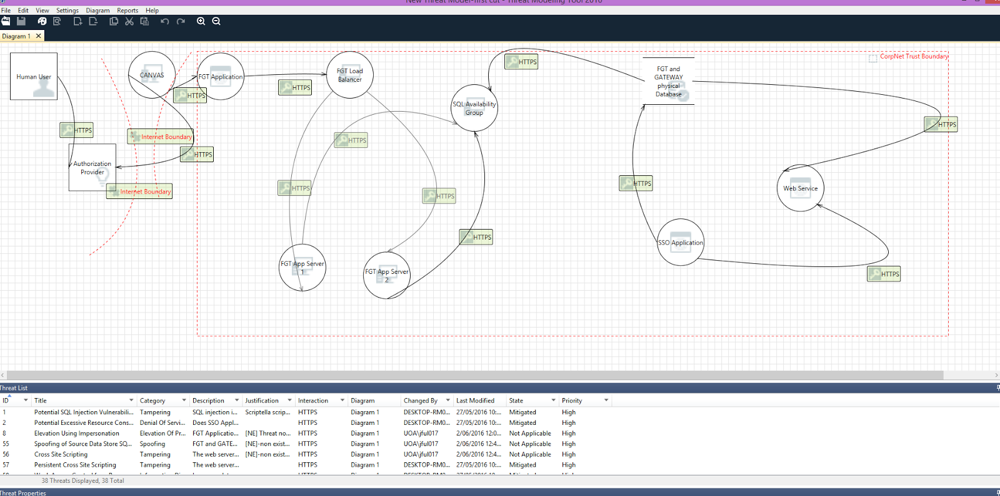 New Threat Model-first cut - Threat Modeling Tool 2016
File Edit View Settings Diagram Reports Help
Diagram 1
CorpNet Trust Boundary
Human User
CANVAS
FGT Application
FGT Load
Balancer
HTTPS
FGT and
GATEWAY
physical
Database
HTTPS
HTTPS
SQL Availability
Group
HTTPS
HTTPS
Internet Boundary
HTTPS
HTTPS
Authorization
Provider
Internet Boundary
HTTPS
HTTPS
HTTPS
Web Service
HTTPS
SSO Application
FGT App Server
1
FGT App Server
2
HTTPS
Threat List
ID Title Category Description Justification Interaction Diagram Changed By Last Modified State Priority
1 Potential SQL Injection Vulnerabili... Tampering SQL injection i... Scriptella scrip... HTTPS Diagram 1 DESKTOP-RM0... 27/05/2016 10:... Mitigated High
2 Potential Excessive Resource Cons... Denial Of Servi... Does SSO Appl... HTTPS Diagram 1 DESKTOP-RM0... 27/05/2016 10:... Mitigated High
8 Elevation Using Impersonation Elevation Of Pr... FGT Applicatio... [NE] Threat no... HTTPS Diagram 1 UOA\jful017 2/06/2016 12:0... Not Applicable High
55 Spoofing of Source Data Store SQ... Spoofing FGT and GATE... [NE]-non exist... HTTPS Diagram 1 UOA\jful017 2/06/2016 12:4... Not Applicable High
56 Cross Site Scripting Tampering The web server... [NE]-non exist... HTTPS Diagram 1 UOA\jful017 2/06/2016 12:4... Not Applicable High
57 Persistent Cross Site Scripting Tampering The web server... HTTPS Diagram 1 DESKTOP-RM0... 27/05/2016 10:... Mitigated High
38 Threats Displayed, 38 Total
Threat Properties